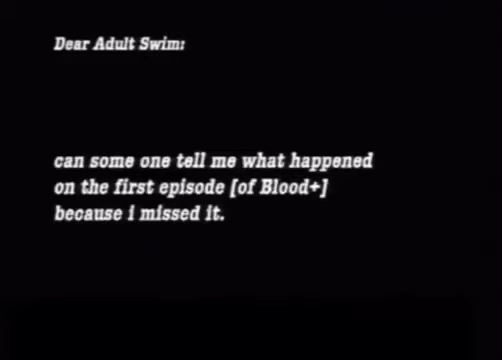 Dear Adult Swim:
can some one tell me what happened
on the first episode [of Blood+]
because i missed it.